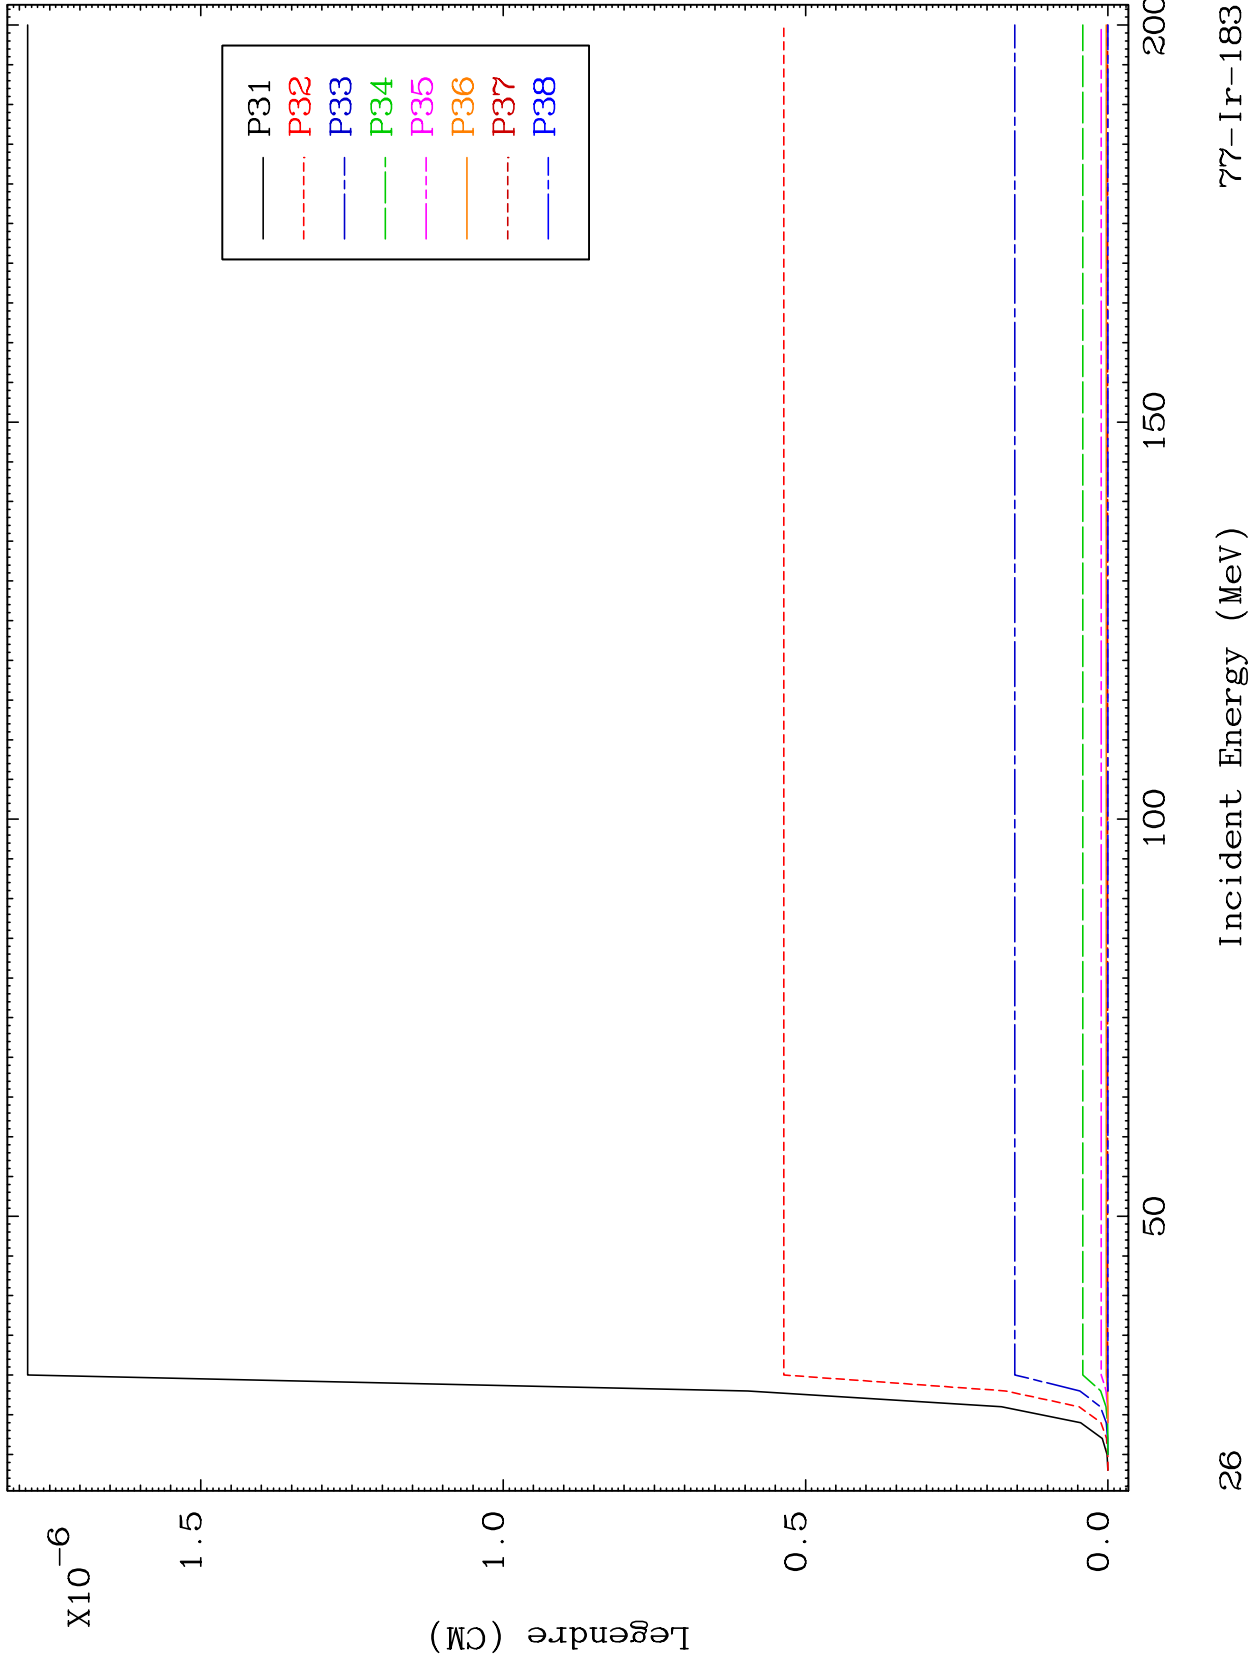 X10-6
1.5
1.0
0.5
0.0
Legendre (CM)
P31
P32
P33
P34
P35
P36
P37
P38
50
100
150
200
Incident Energy (MeV)
26
77-Ir-183